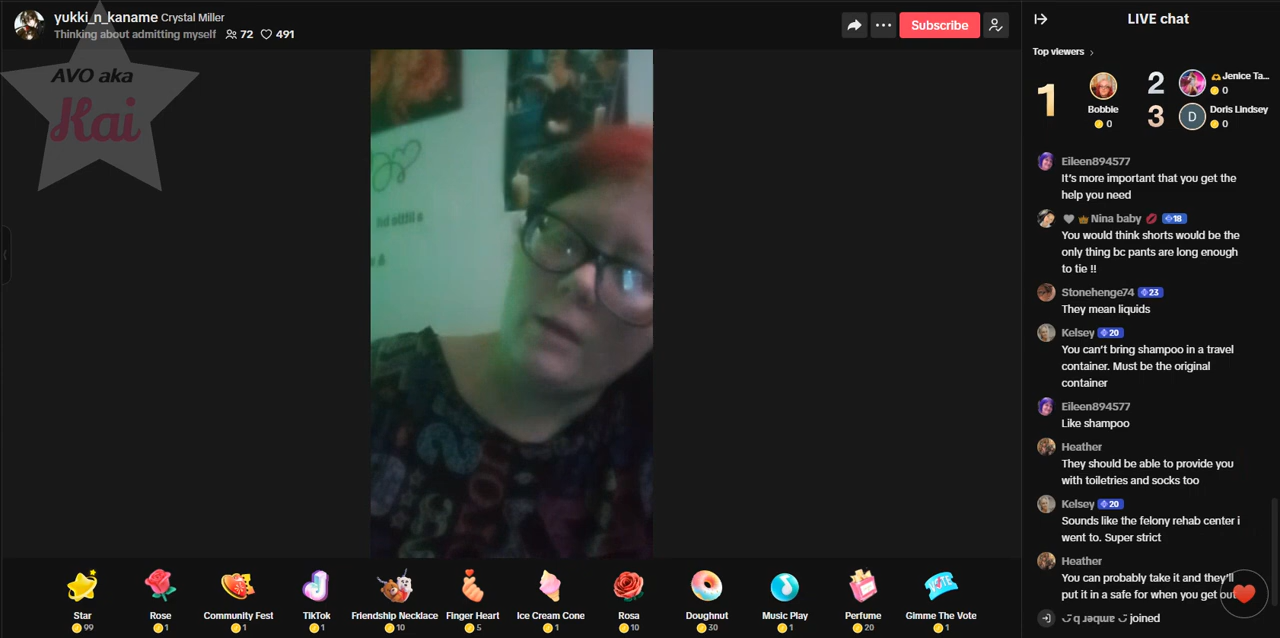 yukki_n_kaname Crystal Miller
Thinking about admitting myself 72 491
Subscribe
AVO aka
Kai
a little bit
LIVE chat
Top viewers >
1
Bobbie
0
2
Jenice Ta...
0
3
D
Doris Lindsey
0
Eileen894577
It's more important that you get the
help you need
Nina baby 18
You would think shorts would be the
only thing bc pants are long enough
to tie !!
Stonehenge74 23
They mean liquids
Kelsey 20
You can't bring shampoo in a travel
container. Must be the original
container
Eileen894577
Like shampoo
Heather
They should be able to provide you
with toiletries and socks too
Kelsey 20
Sounds like the felony rehab center i
went to. Super strict
Heather
You can probably take it and they'll
put it in a safe for when you get out
joined
Star
99
Rose
1
Community Fest
1
TikTok
1
Friendship Necklace
10
Finger Heart
5
Ice Cream Cone
1
Rosa
10
Doughnut
30
Music Play
1
Perfume
20
VOTE
Gimme The Vote
1